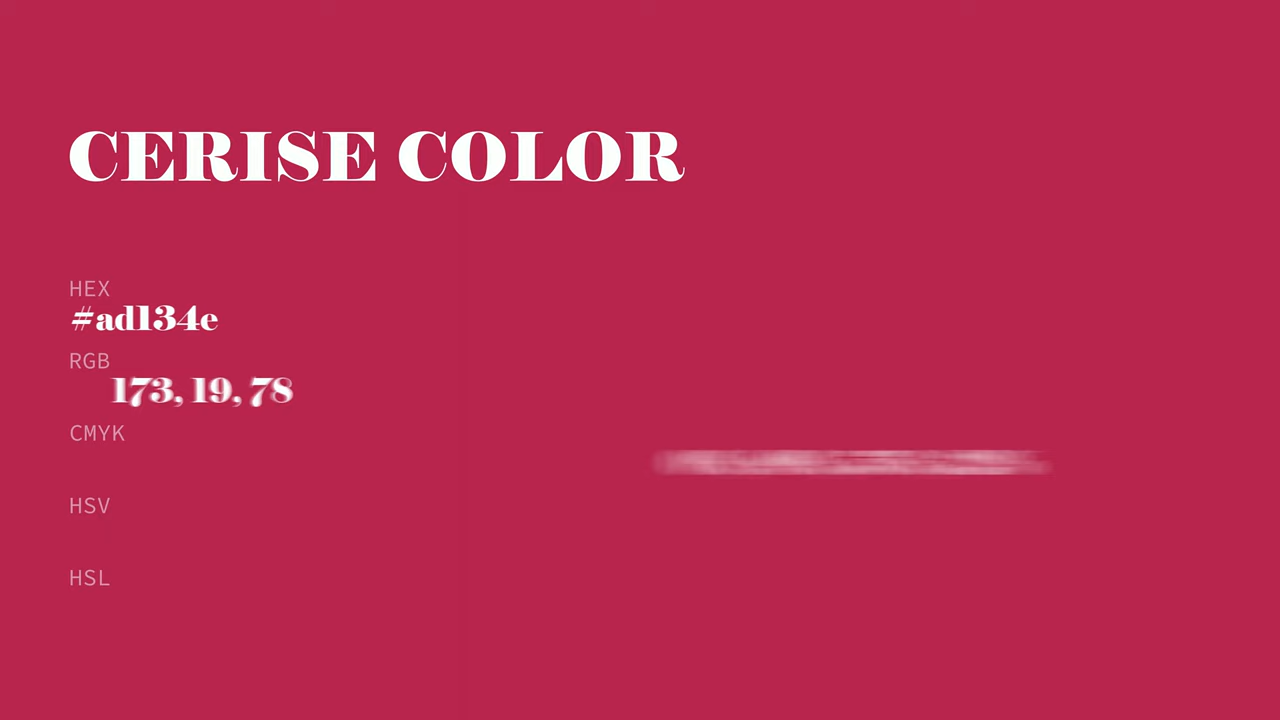 CERISE COLOR
HEX
#ad134e
RGB
173, 19, 78
CMYK
HSV
HSL